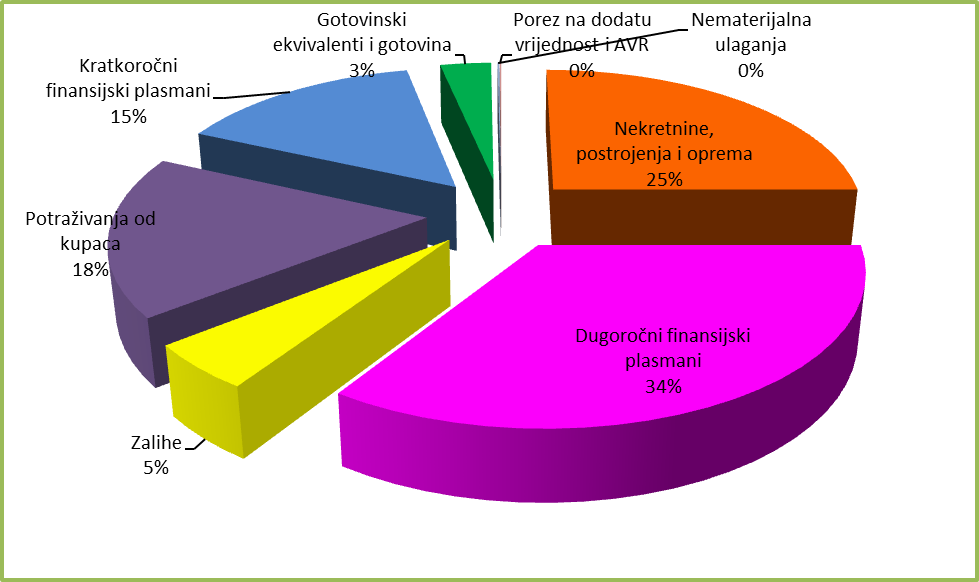 Gotovinski
ekvivalenti i gotovina
3%
Porez na dodatu
vrijednost i AVR
0%
Nematerijalna
ulaganja
0%
Kratkoročni
finansijski plasmani
15%
Nekretnine,
postrojenja i oprema
25%
Potraživanja od
kupaca
18%
Dugoročni finansijski
plasmani
34%
Zalihe
5%